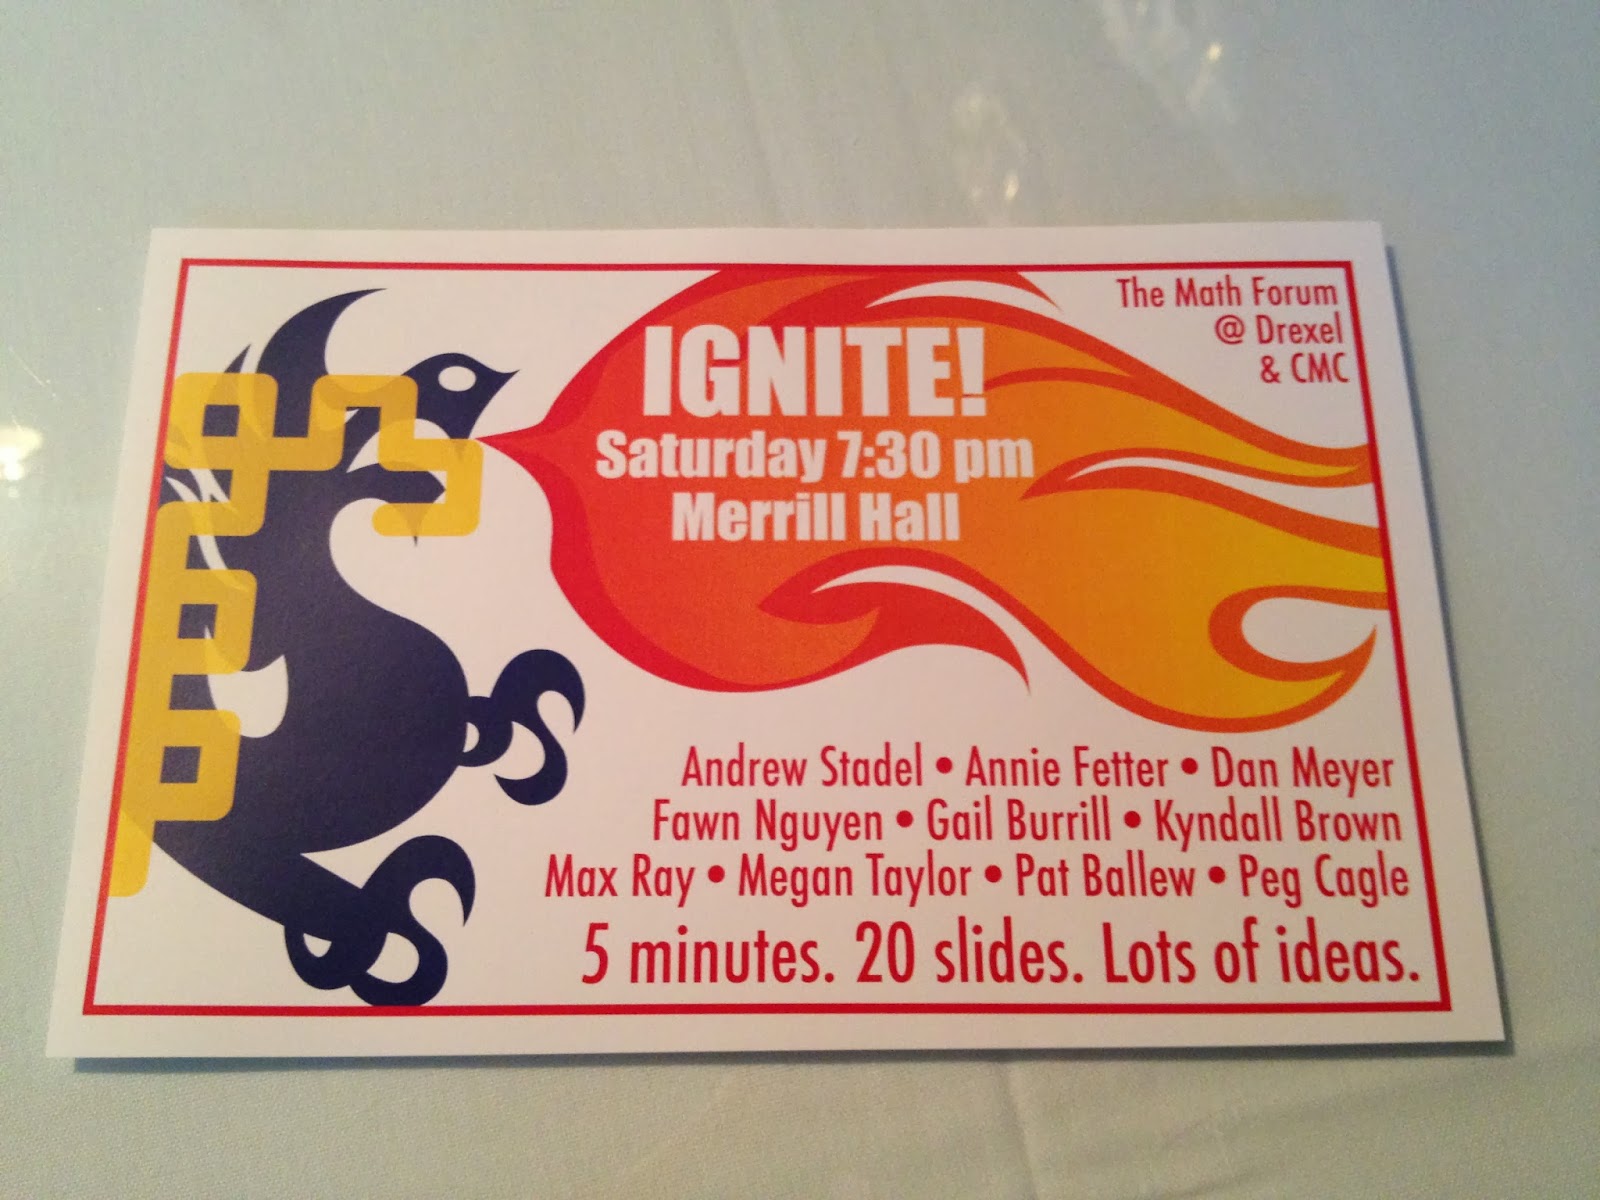 The Math Forum
@ Drexel
& CMC
IGNITE!
Saturday 7:30 pm
Merrill Hall
Andrew Stadel • Annie Fetter • Dan Meyer
Fawn Nguyen • Gail Burrill • Kyndall Brown
Max Ray • Megan Taylor • Pat Ballew • Peg Cagle
5 minutes. 20 slides. Lots of ideas.